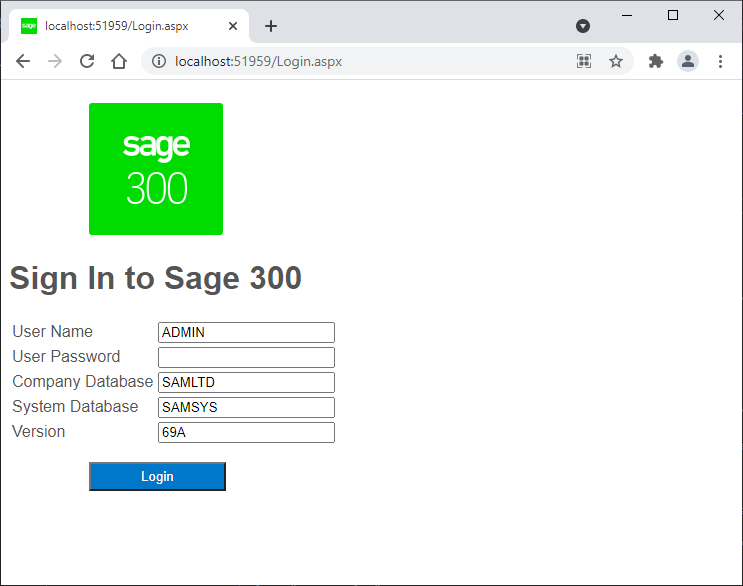 sage localhost:51959/Login.aspx
localhost:51959/Login.aspx
sage
300
Sign In to Sage 300
User Name ADMIN
User Password
Company Database SAMLTD
System Database SAMSYS
Version 69A
Login